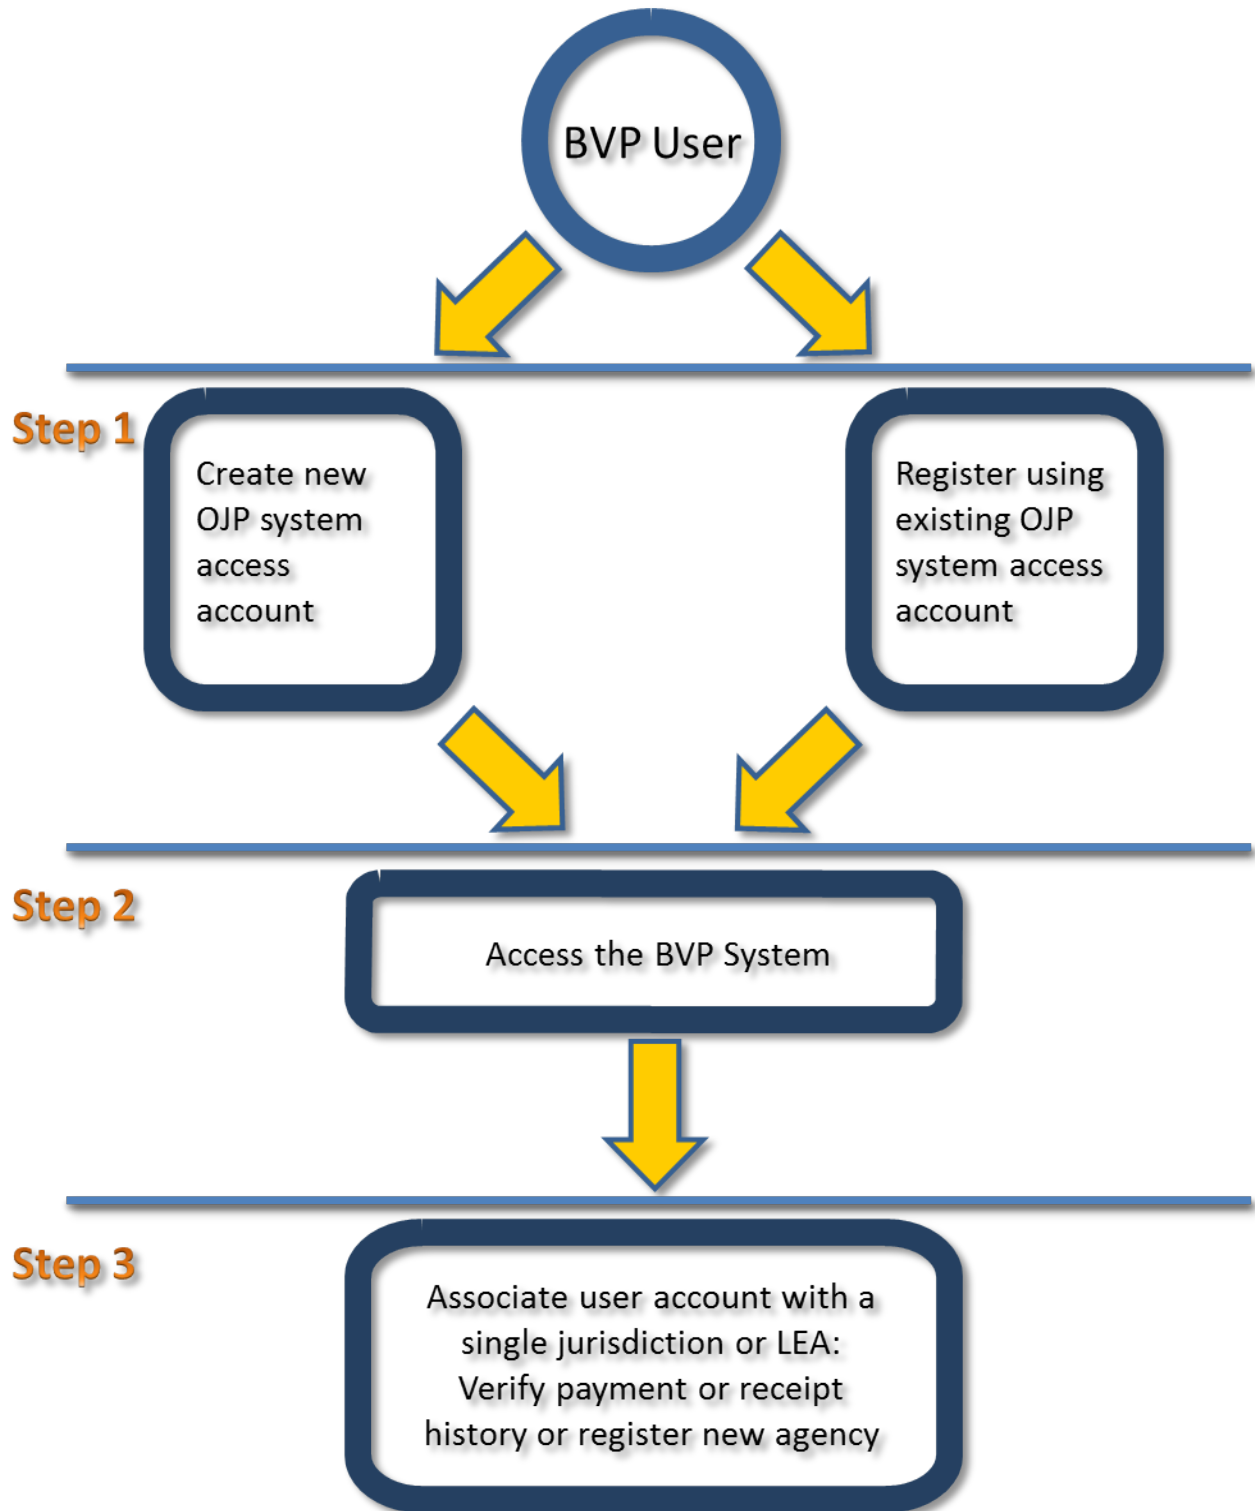 BVP User
Step 1
Create new
OJP system
access
account
Register using
existing OJP
system access
account
Step 2
Access the BVP System
Step 3
Associate user account with a
single jurisdiction or LEA:
Verify payment or receipt
history or register new agency